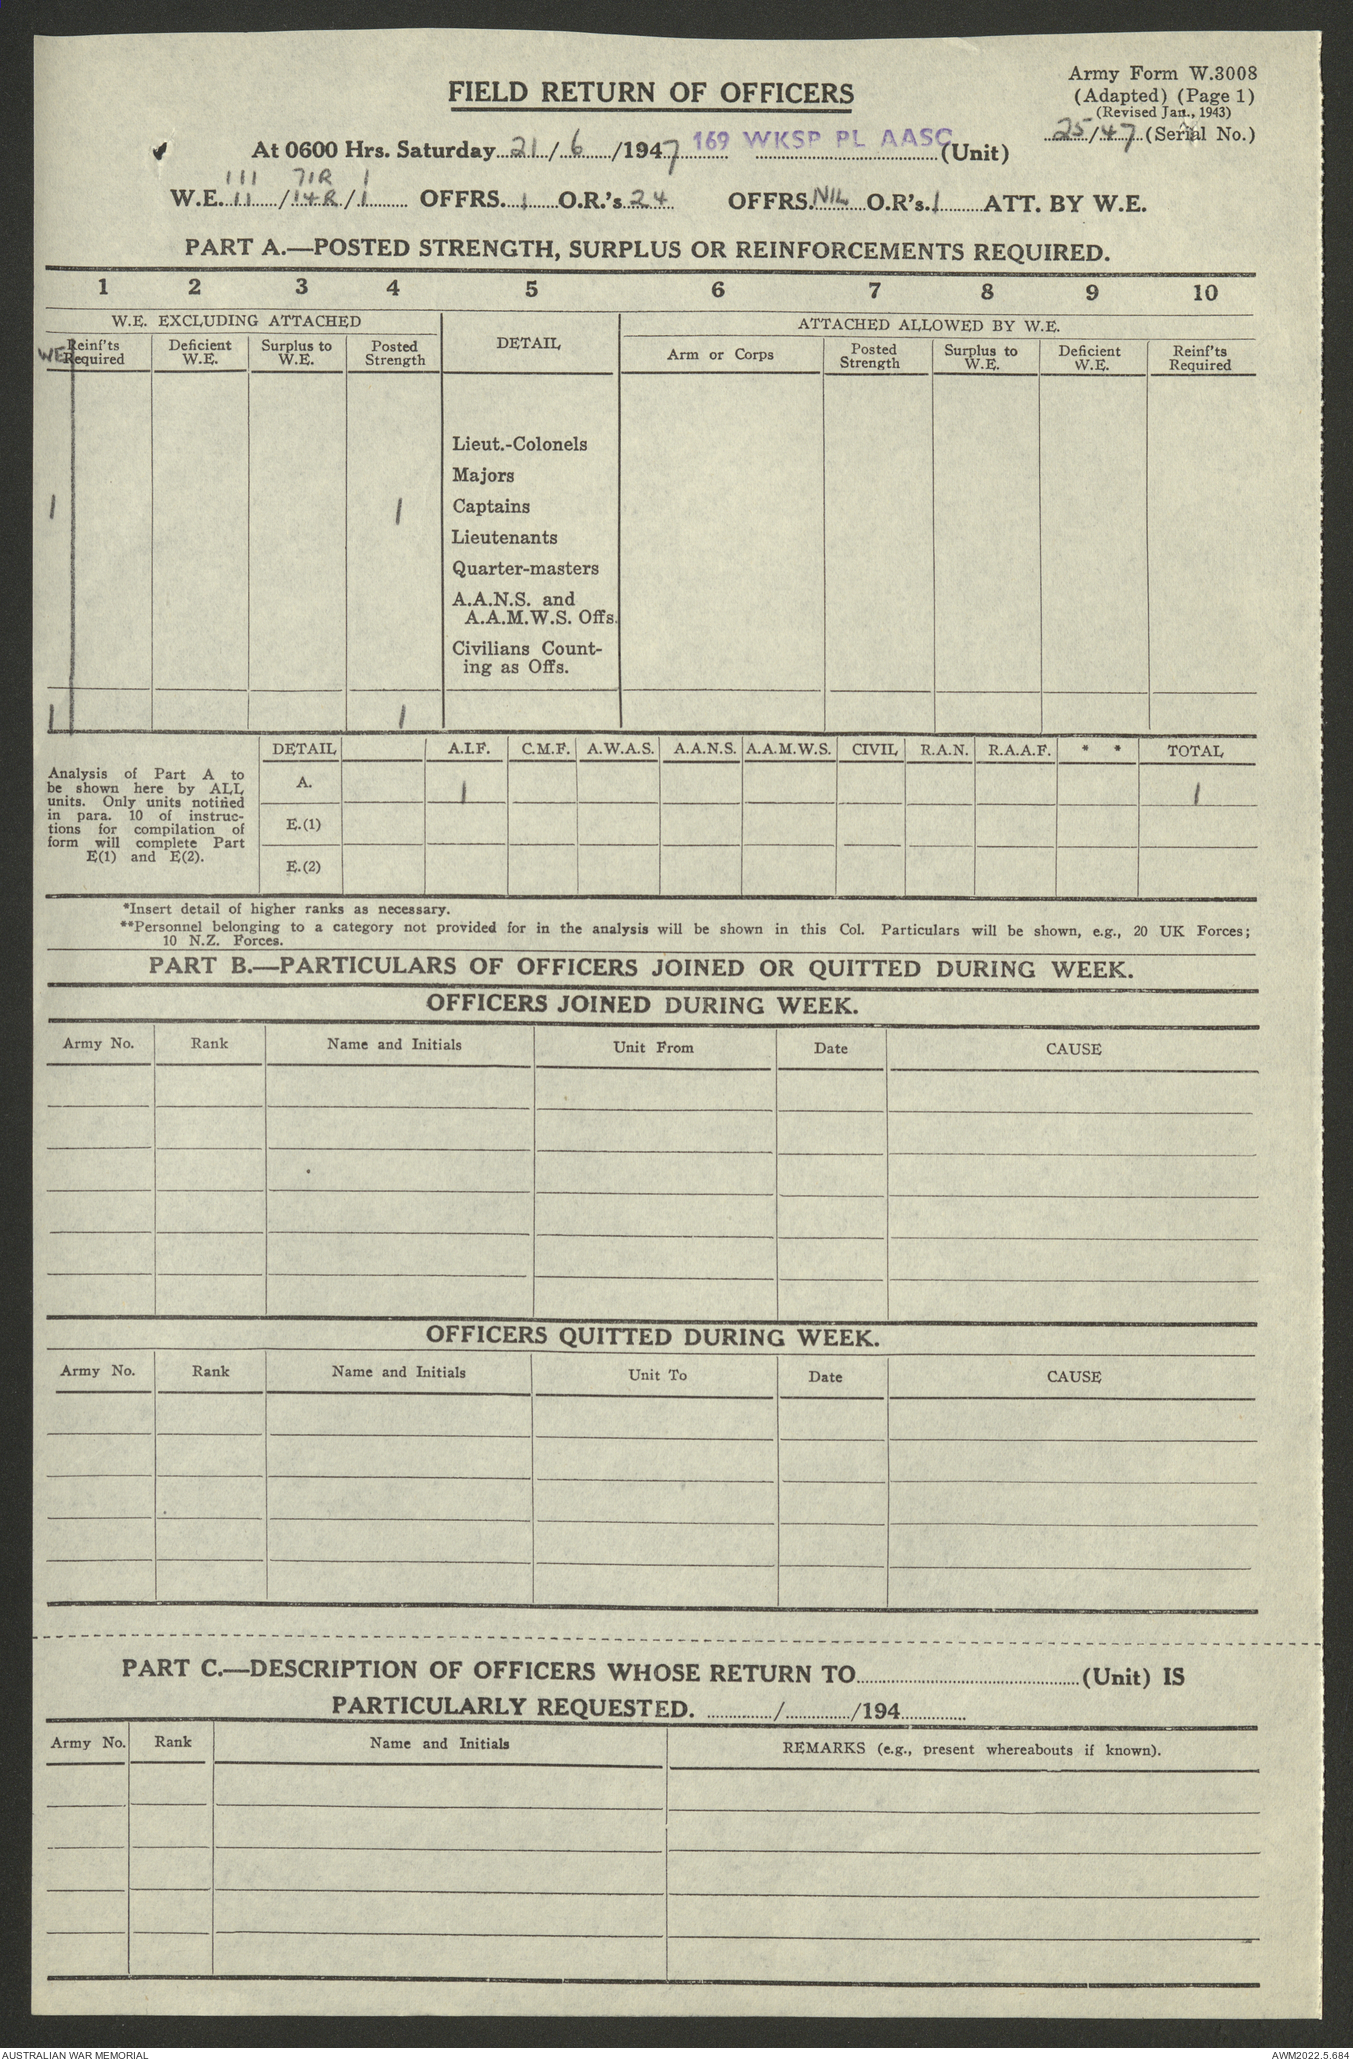 Army Form W.3008
FIELD RETURN OF OFFICERS
(Adapted) (Page 1)
(Revised Jan., 1943)
25/47 (Serial No.)
At 0600 Hrs. Saturday 21/6/1947 169 WKSP PL AASC (Unit)
111 71R 1
W.E. 11/14R/1 OFFRS. 1 O.R.'s 24 OFFRS. NIL O.R's. 1 ATT. BY W.E.
PART A.—POSTED STRENGTH, SURPLUS OR REINFORCEMENTS REQUIRED.
1 2 3 4 5 6 7 8 9 10
W.E. EXCLUDING ATTACHED DETAIL ATTACHED ALLOWED BY W.E.
WE Reinf'ts Required Deficient W.E. Surplus to W.E. Posted Strength Arm or Corps Posted Strength Surplus to W.E. Deficient W.E. Reinf'ts Required
Lieut.-Colonels
Majors
1 1 Captains
Lieutenants
Quarter-masters
A.A.N.S. and
A.A.M.W.S. Offs.
Civilians Count-
ing as Offs.
1 1
DETAIL A.I.F. C.M.F. A.W.A.S. A.A.N.S. A.A.M.W.S. CIVIL R.A.N. R.A.A.F. * * TOTAL
Analysis of Part A to
be shown here by ALL
units. Only units notified
in para. 10 of instruc-
tions for compilation of
form will complete Part
E(1) and E(2).
A. 1 1
E.(1)
E.(2)
*Insert detail of higher ranks as necessary.
**Personnel belonging to a category not provided for in the analysis will be shown in this Col. Particulars will be shown, e.g., 20 UK Forces;
10 N.Z. Forces.
PART B.—PARTICULARS OF OFFICERS JOINED OR QUITTED DURING WEEK.
OFFICERS JOINED DURING WEEK.
Army No. Rank Name and Initials Unit From Date CAUSE
OFFICERS QUITTED DURING WEEK.
Army No. Rank Name and Initials Unit To Date CAUSE
PART C.—DESCRIPTION OF OFFICERS WHOSE RETURN TO (Unit) IS
PARTICULARLY REQUESTED. / /194
Army No. Rank Name and Initials REMARKS (e.g., present whereabouts if known).
AUSTRALIAN WAR MEMORIAL AWM2022.5.684